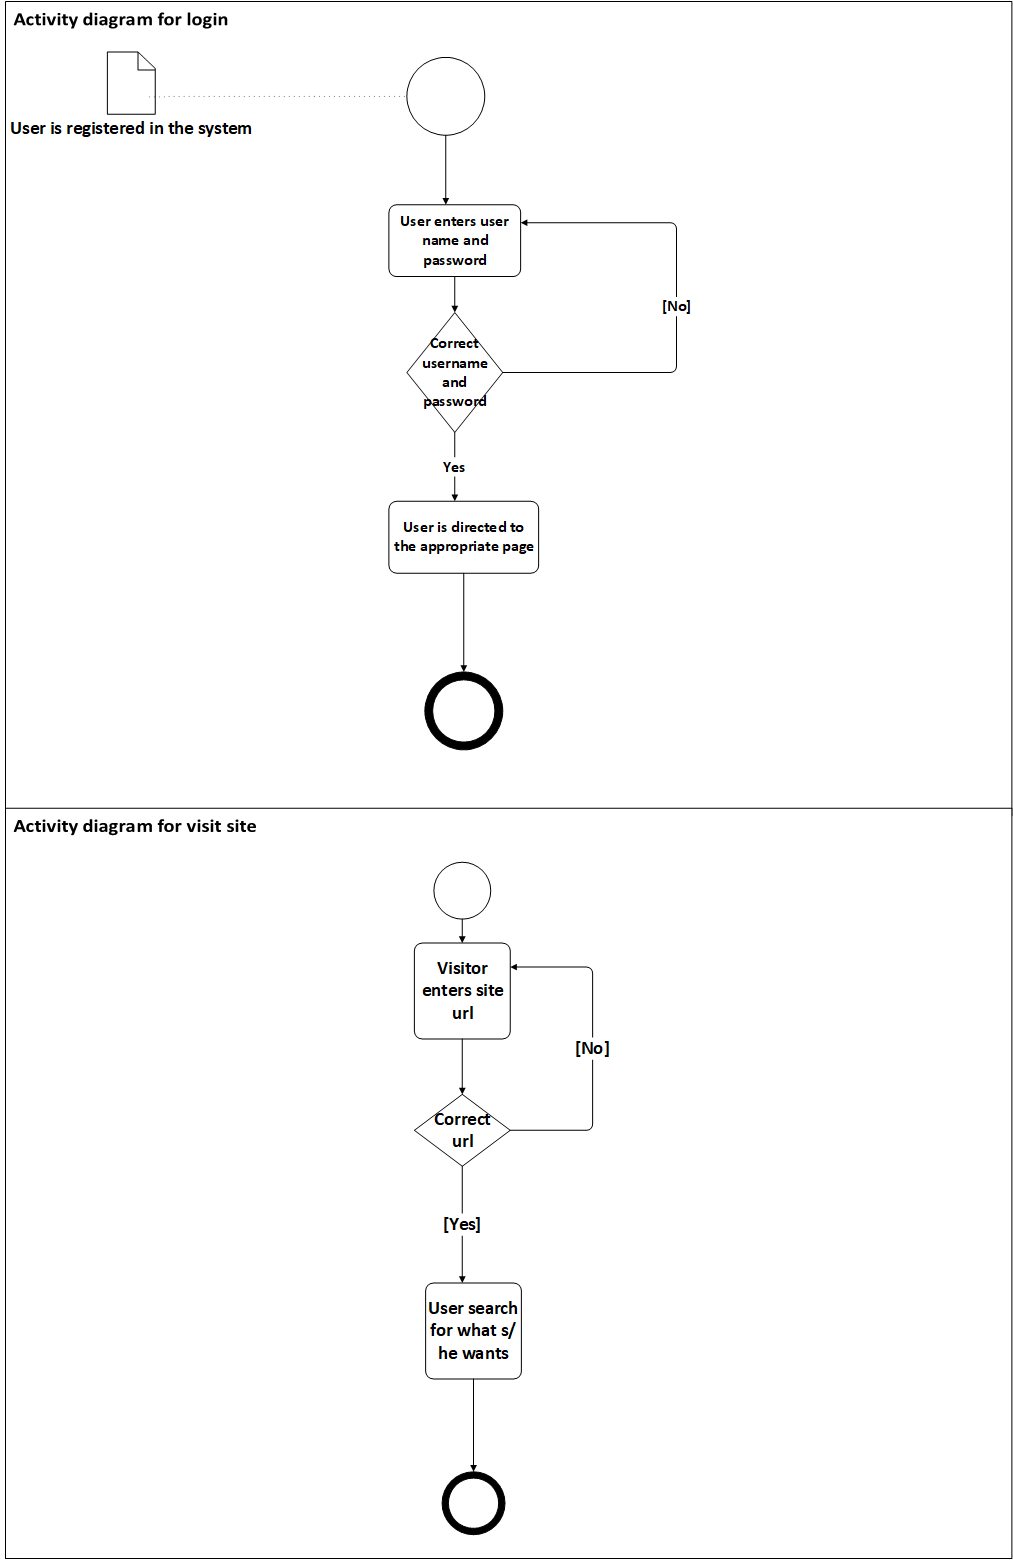 Activity diagram for login
User is registered in the system
User enters user
name and
password
[No]
Correct
username
and
password
Yes
User is directed to
the appropriate page
Activity diagram for visit site
Visitor
enters site
url
[No]
Correct
url
[Yes]
User search
for what s/
he wants